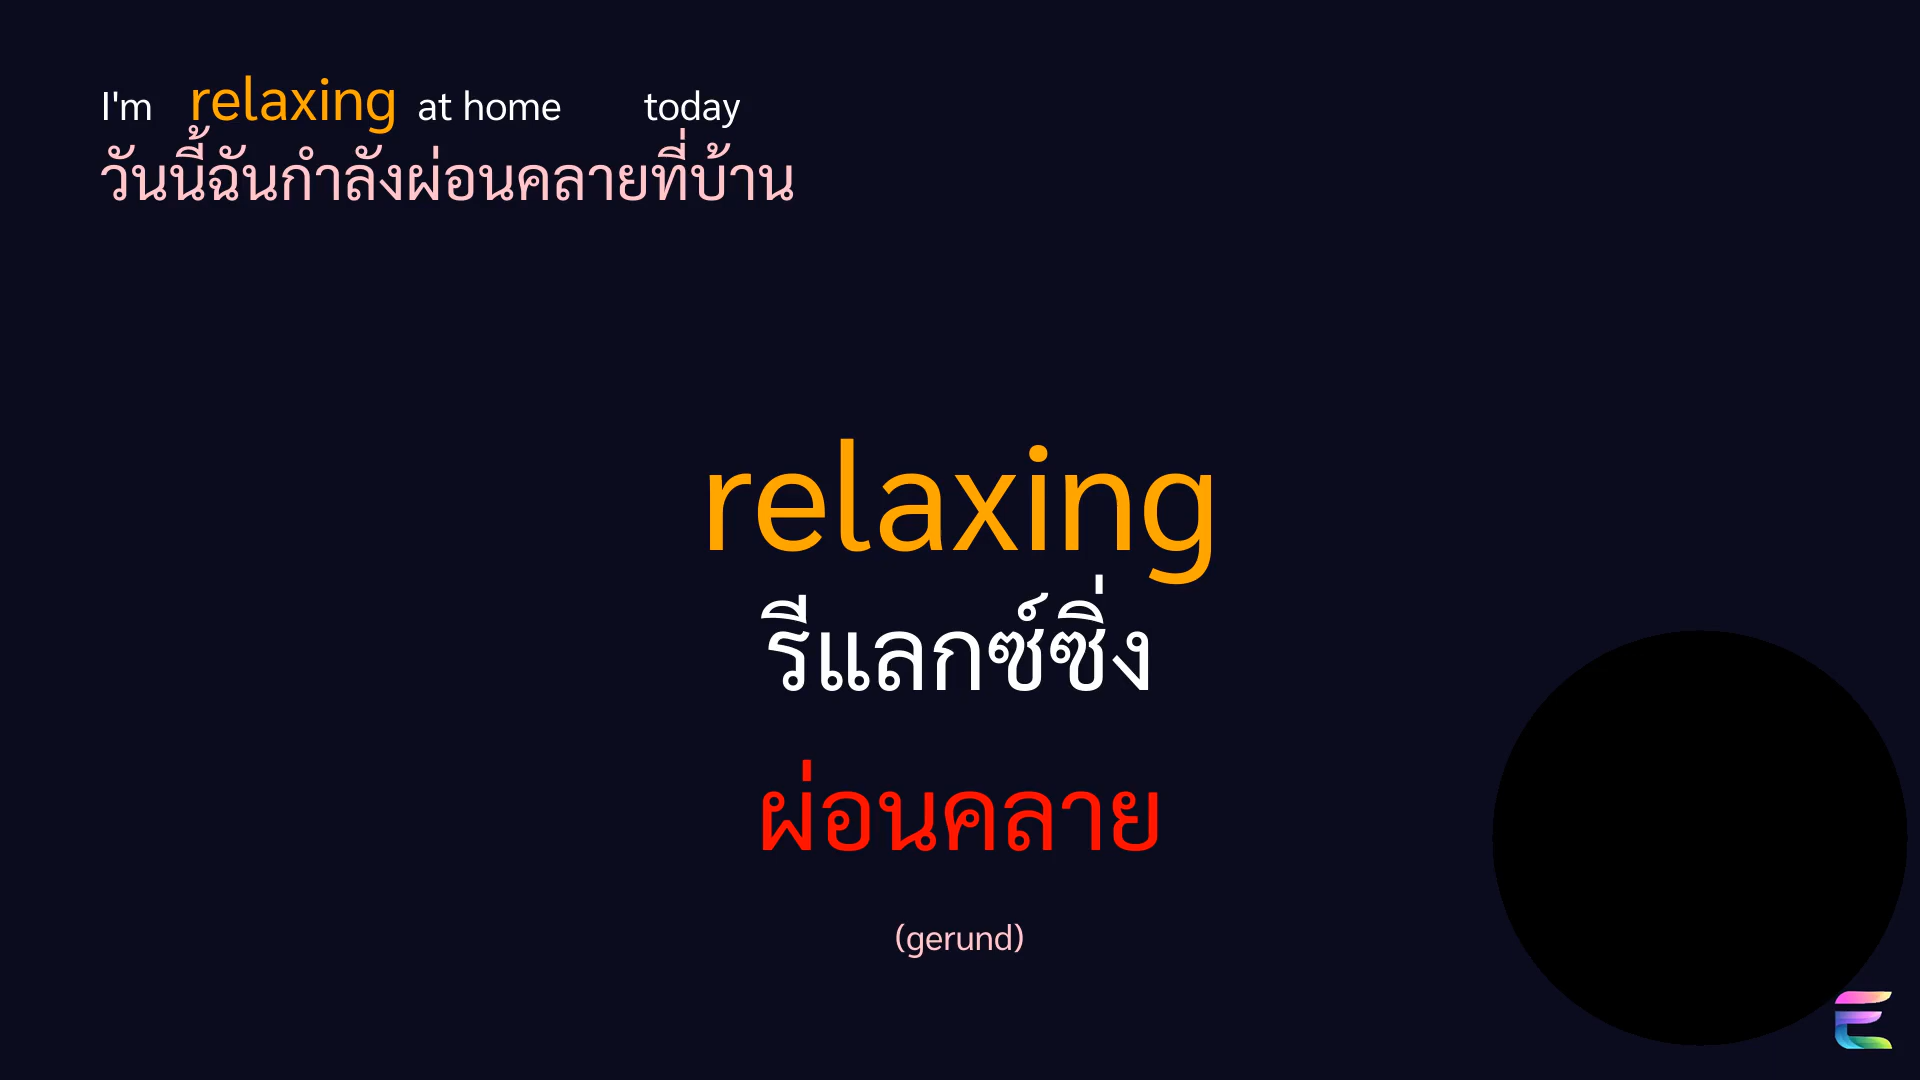 I'm relaxing at home today
วันนี้ฉันกำลังผ่อนคลายที่บ้าน
relaxing
รีแลกซ์ซิ่ง
ผ่อนคลาย
(gerund)